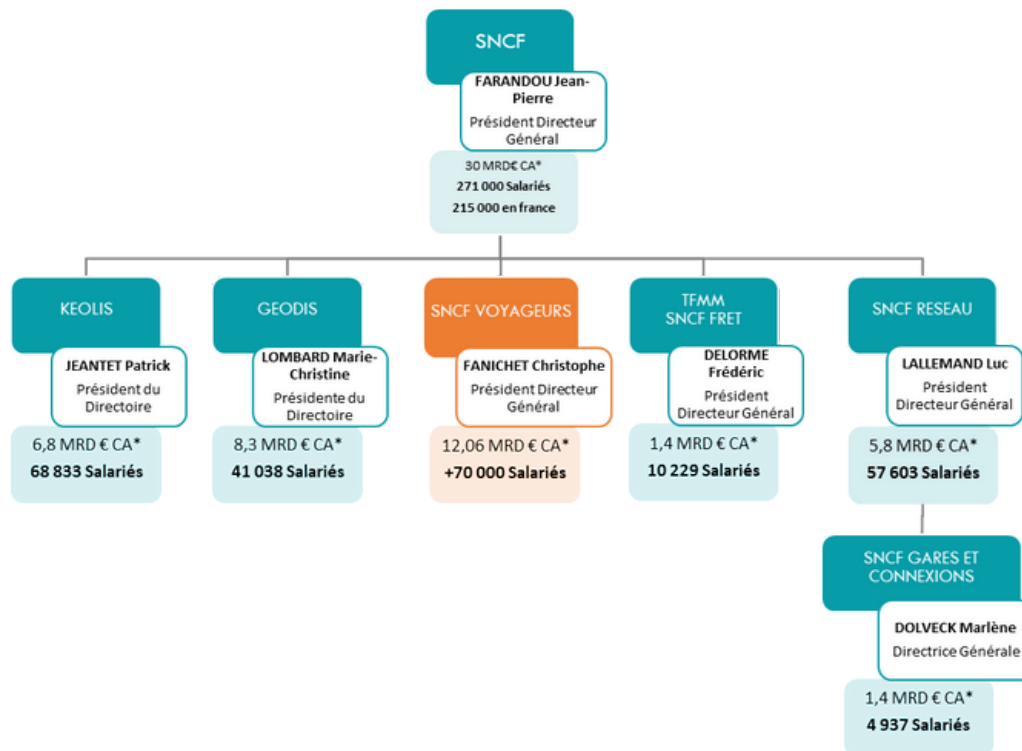 SNCF
FARANDOU Jean-
Pierre
Président Directeur
Général
30 MRD€ CA*
271 000 Salariés
215 000 en france
KEOLIS
JEANTET Patrick
Président du
Directoire
6,8 MRD € CA*
68 833 Salariés
GEODIS
LOMBARD Marie-
Christine
Présidente du
Directoire
8,3 MRD € CA*
41 038 Salariés
SNCF VOYAGEURS
FANICHET Christophe
Président Directeur
Général
12,06 MRD € CA*
+70 000 Salariés
TFMM
SNCF FRET
DELORME
Frédéric
Président
Directeur Général
1,4 MRD € CA*
10 229 Salariés
SNCF RESEAU
LALLEMAND Luc
Président
Directeur Général
5,8 MRD € CA*
57 603 Salariés
SNCF GARES ET
CONNEXIONS
DOLVECK Marlène
Directrice Générale
1,4 MRD € CA*
4 937 Salariés